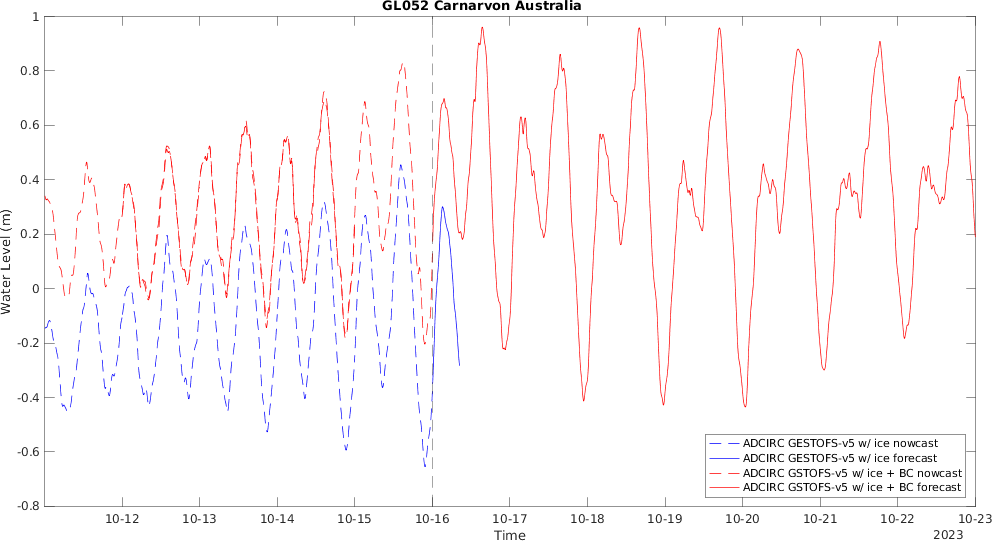 GL052 Carnarvon Australia
Water Level (m)
1
0.8
0.6
0.4
0.2
0
-0.2
-0.4
-0.6
-0.8
10-12 10-13 10-14 10-15 10-16 10-17 10-18 10-19 10-20 10-21 10-22 10-23
Time
2023
ADCIRC GESTOFS-v5 w/ ice nowcast
ADCIRC GESTOFS-v5 w/ ice forecast
ADCIRC GSTOFS-v5 w/ ice + BC nowcast
ADCIRC GSTOFS-v5 w/ ice + BC forecast